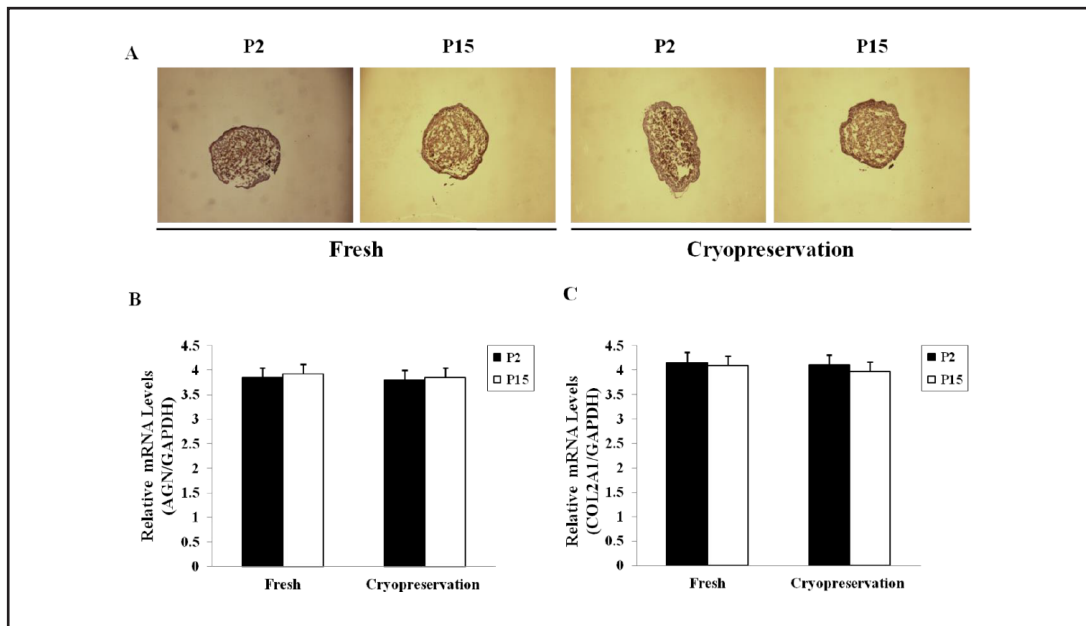 A
P2
P15
P2
P15
Fresh
Cryopreservation
B
Relative mRNA Levels
(AGN/GAPDH)
4.5
4
3.5
3
2.5
2
1.5
1
0.5
0
Fresh
Cryopreservation
P2
P15
C
Relative mRNA Levels
(COL2A1/GAPDH)
4.5
4
3.5
3
2.5
2
1.5
1
0.5
0
Fresh
Cryopreservation
P2
P15